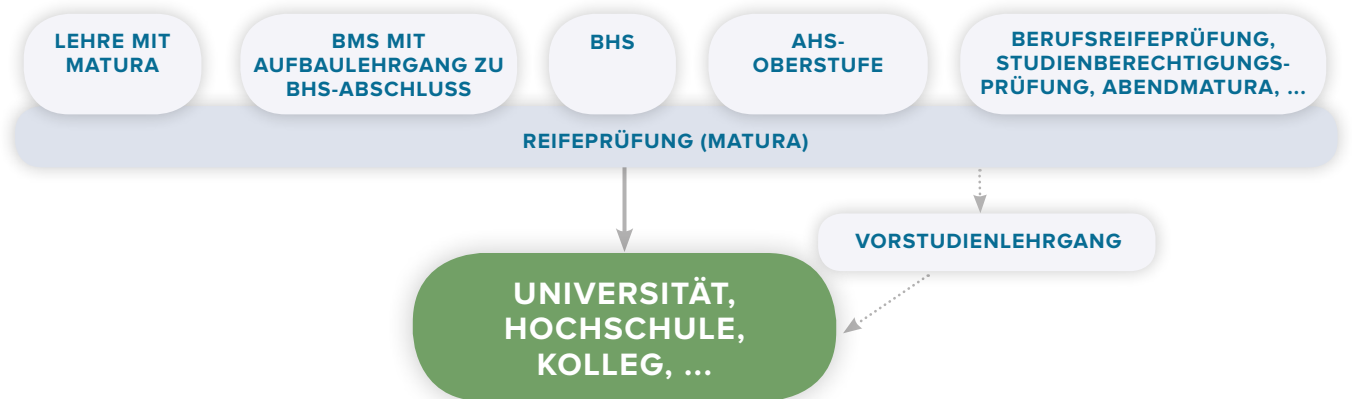 LEHRE MIT
MATURA
BMS MIT
AUFBAULEHRGANG ZU
BHS-ABSCHLUSS
BHS
AHS-
OBERSTUFE
BERUFSREIFEPRÜFUNG,
STUDIENBERECHTIGUNGS-
PRÜFUNG, ABENDMATURA, ...
REIFEPRÜFUNG (MATURA)
VORSTUDIENLEHRGANG
UNIVERSITÄT,
HOCHSCHULE,
KOLLEG, ...